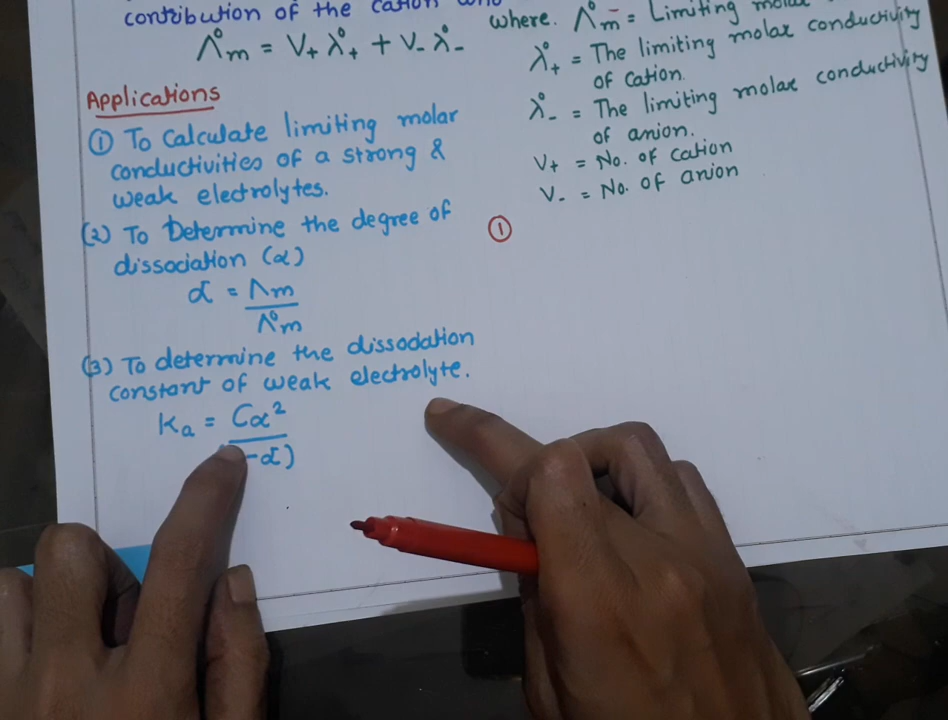 contribution of the cation
Λ°m = V+ λ°+ + V- λ°-
Applications
① To Calculate limiting molar
conductivities of a strong &
weak electrolytes.
(2) To Determine the degree of
dissociation (α)
α = Λm / Λ°m
(3) To determine the dissodation
constant of weak electrolyte.
Ka = Cα² / -α)
where. Λ°m = Limiting
λ°+ = The limiting molar conductivity
of cation.
λ°- = The limiting molar conductivity
of anion.
V+ = No. of cation
V- = No. of anion
①